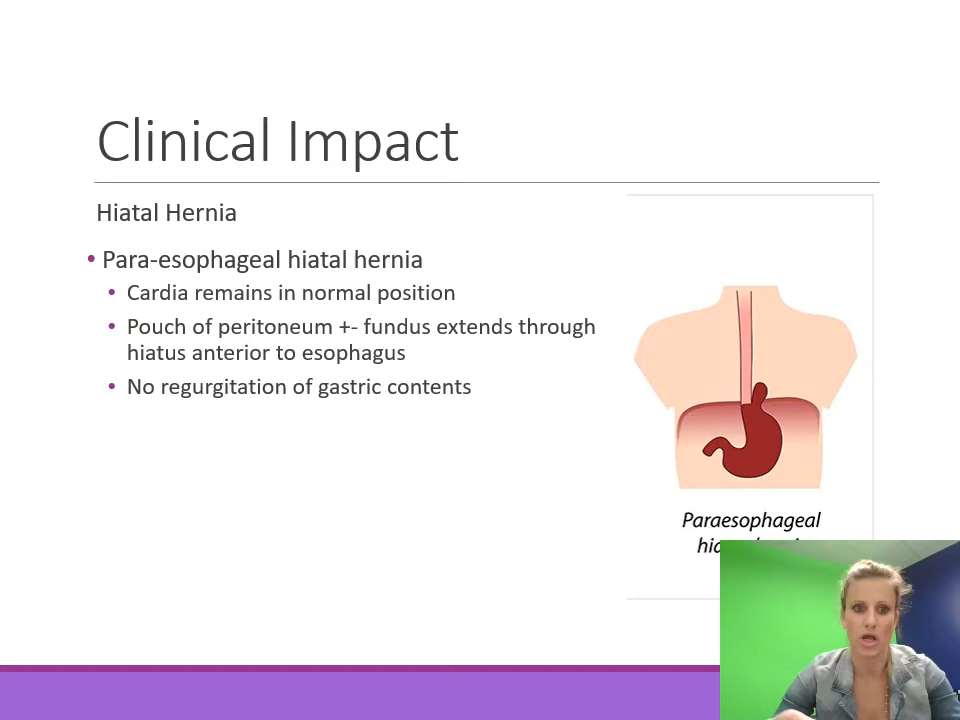 Clinical Impact
Hiatal Hernia
• Para-esophageal hiatal hernia
• Cardia remains in normal position
• Pouch of peritoneum +- fundus extends through
hiatus anterior to esophagus
• No regurgitation of gastric contents
Paraesophageal